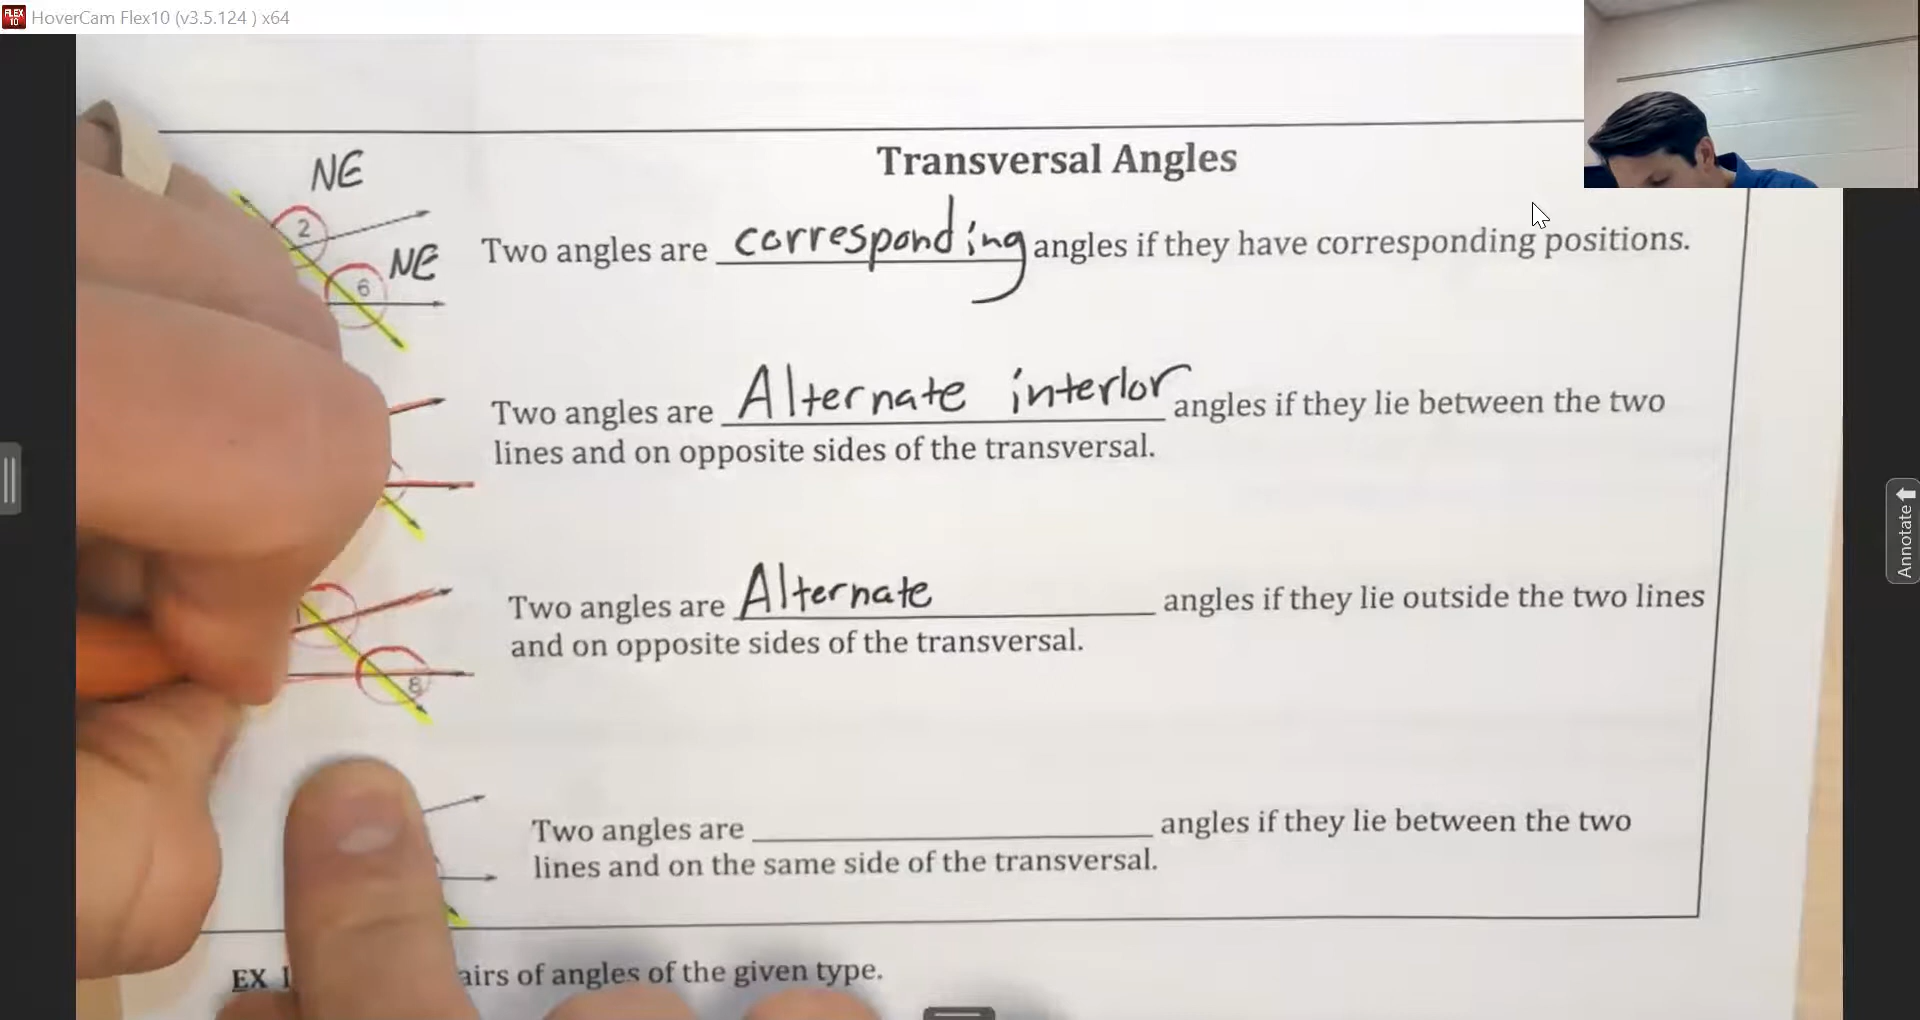 HoverCam Flex10 (v3.5.124 ) x64
Transversal Angles
NE
2
NE
6
Two angles are corresponding angles if they have corresponding positions.
Two angles are Alternate interior angles if they lie between the two
lines and on opposite sides of the transversal.
1
8
Two angles are Alternate angles if they lie outside the two lines
and on opposite sides of the transversal.
Two angles are angles if they lie between the two
lines and on the same side of the transversal.
EX airs of angles of the given type.
Annotate
FLEX
10